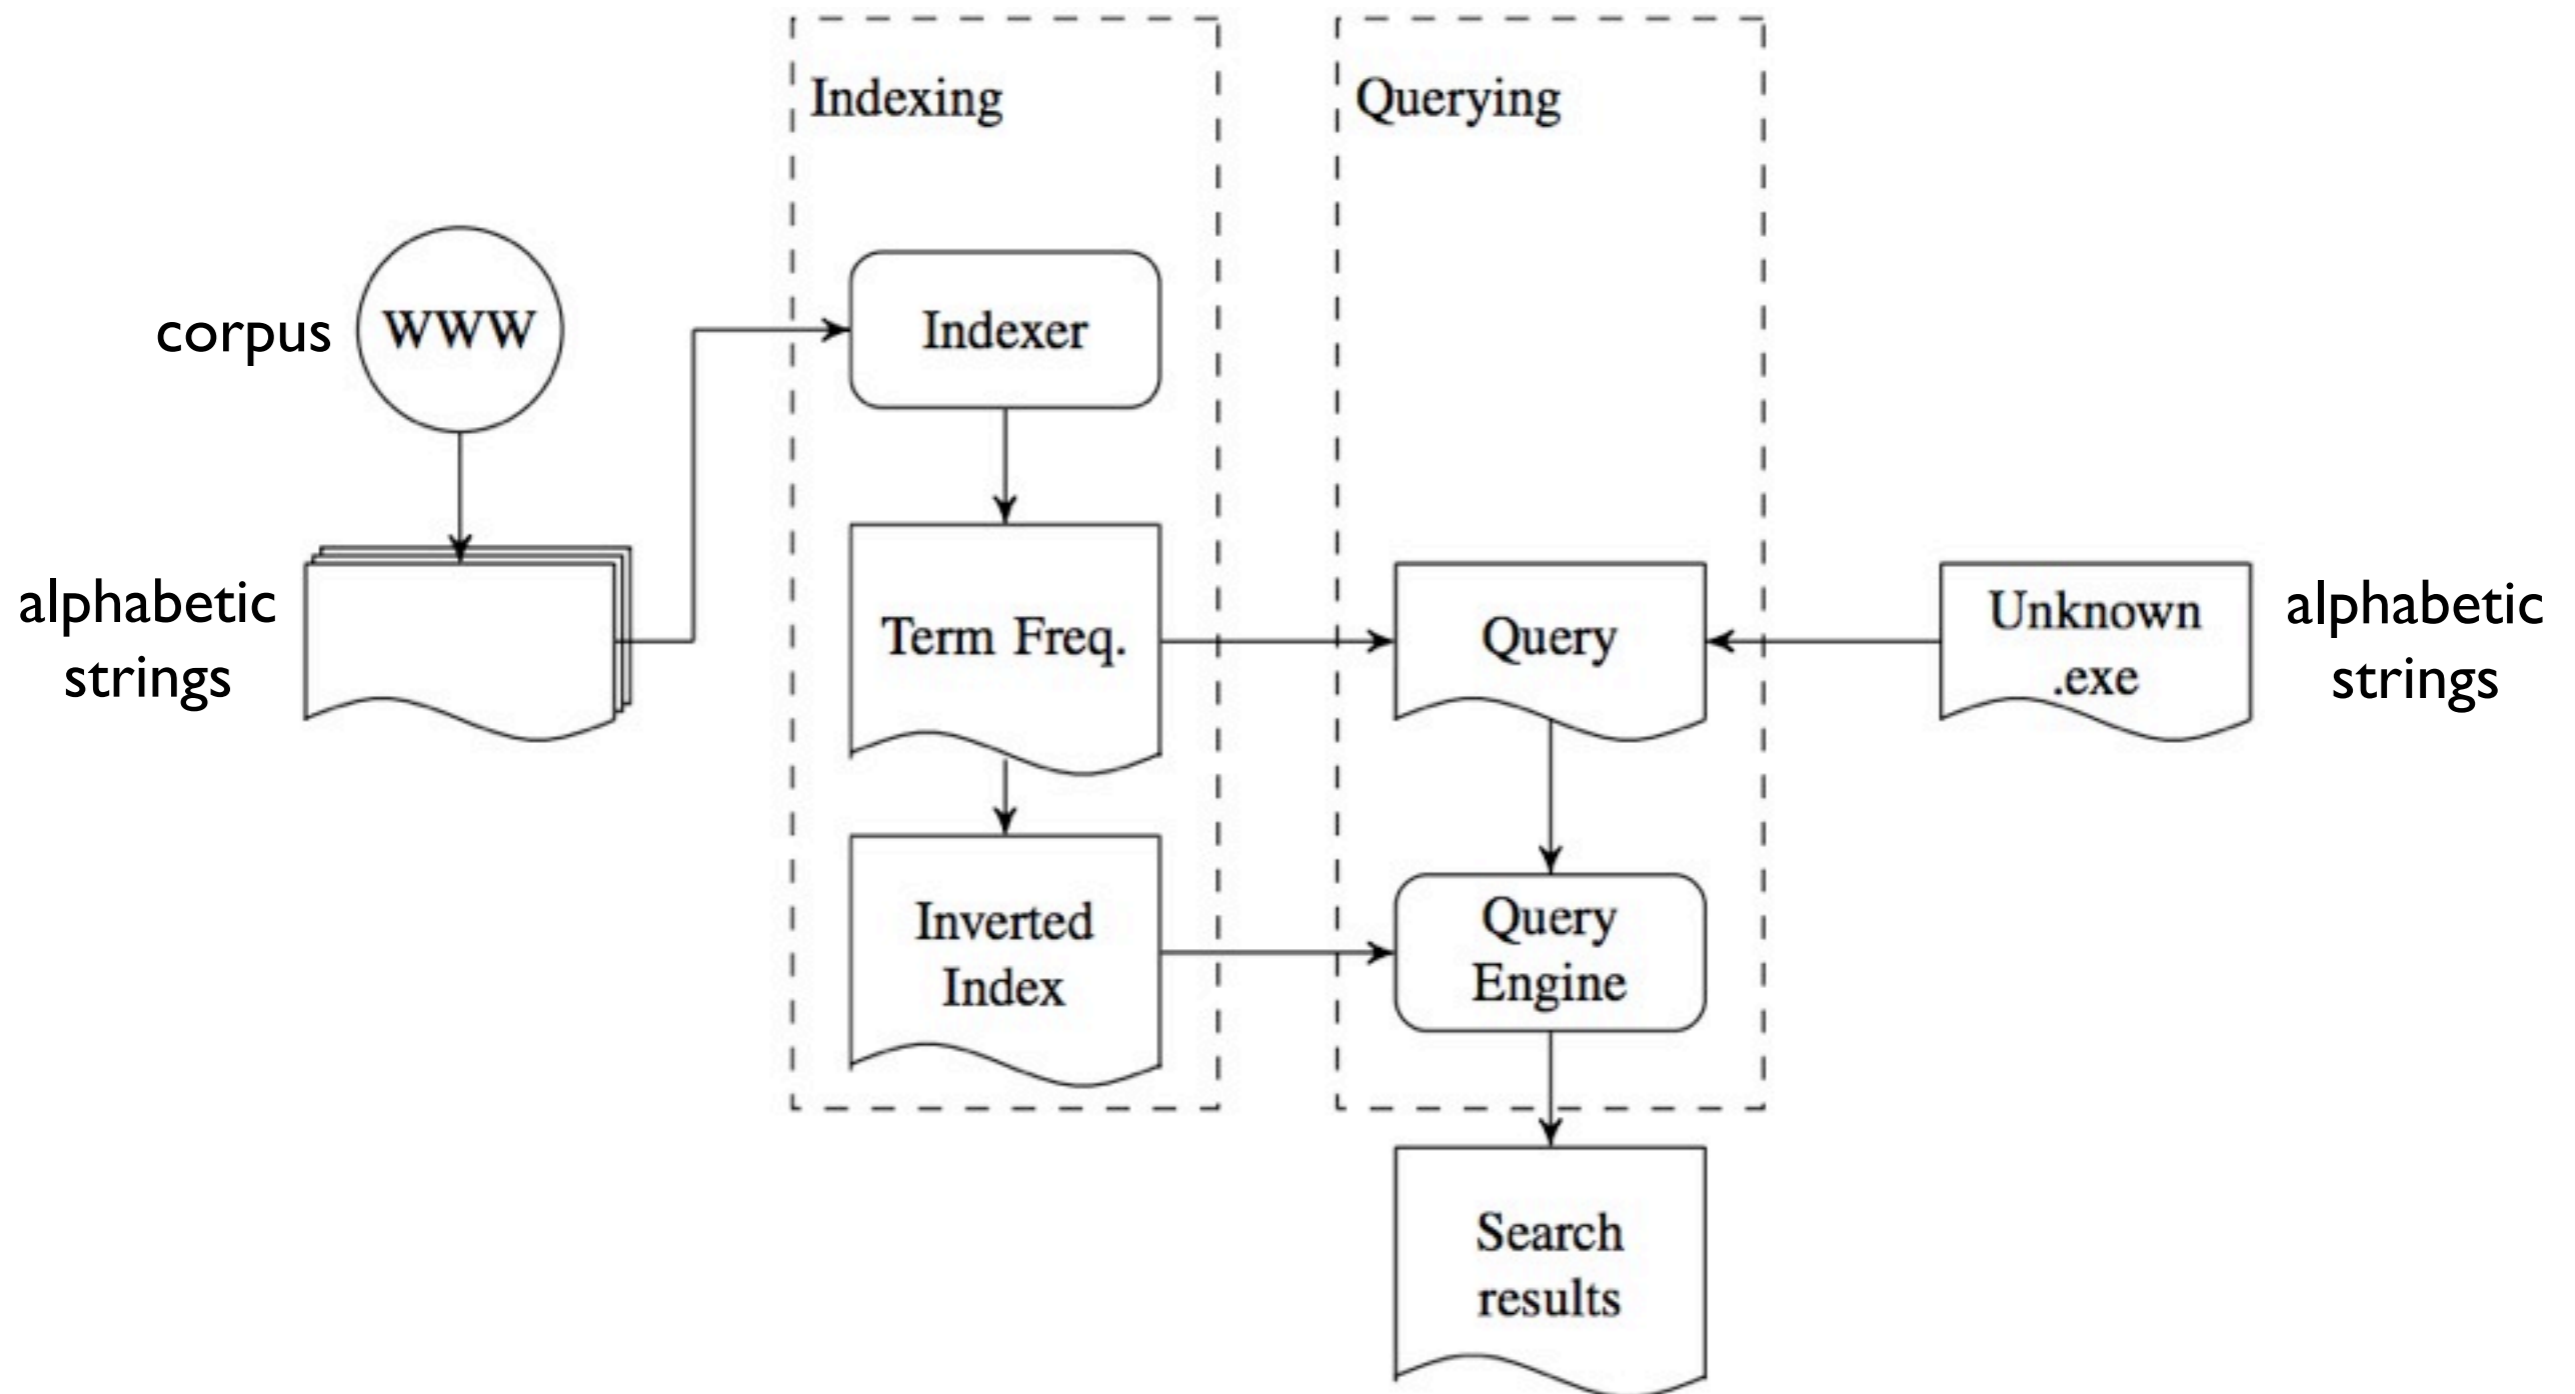 Indexing
Querying
corpus
WWW
Indexer
alphabetic
strings
Term Freq.
Query
Unknown
.exe
alphabetic
strings
Inverted
Index
Query
Engine
Search
results